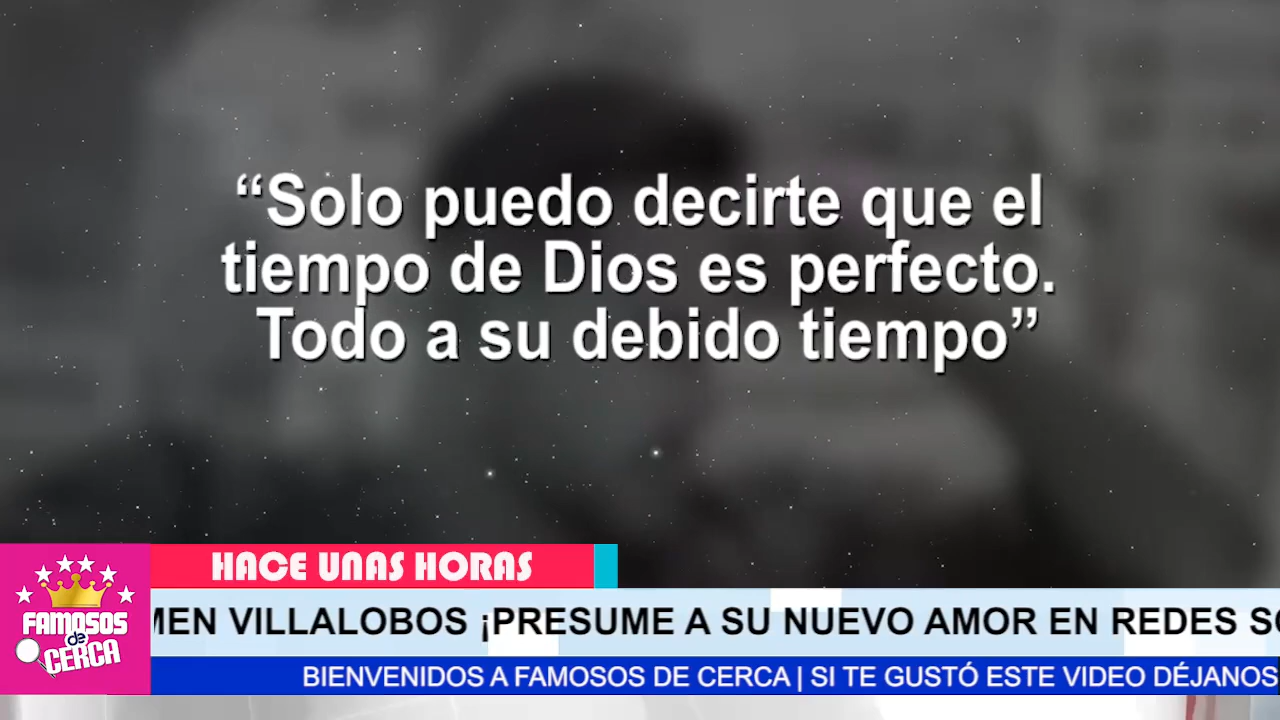 “Solo puedo decirte que el
tiempo de Dios es perfecto.
Todo a su debido tiempo”
HACE UNAS HORAS
MEN VILLALOBOS ¡PRESUME A SU NUEVO AMOR EN REDES SO
FAMOSOS
de
CERCA
BIENVENIDOS A FAMOSOS DE CERCA | SI TE GUSTÓ ESTE VIDEO DÉJANOS